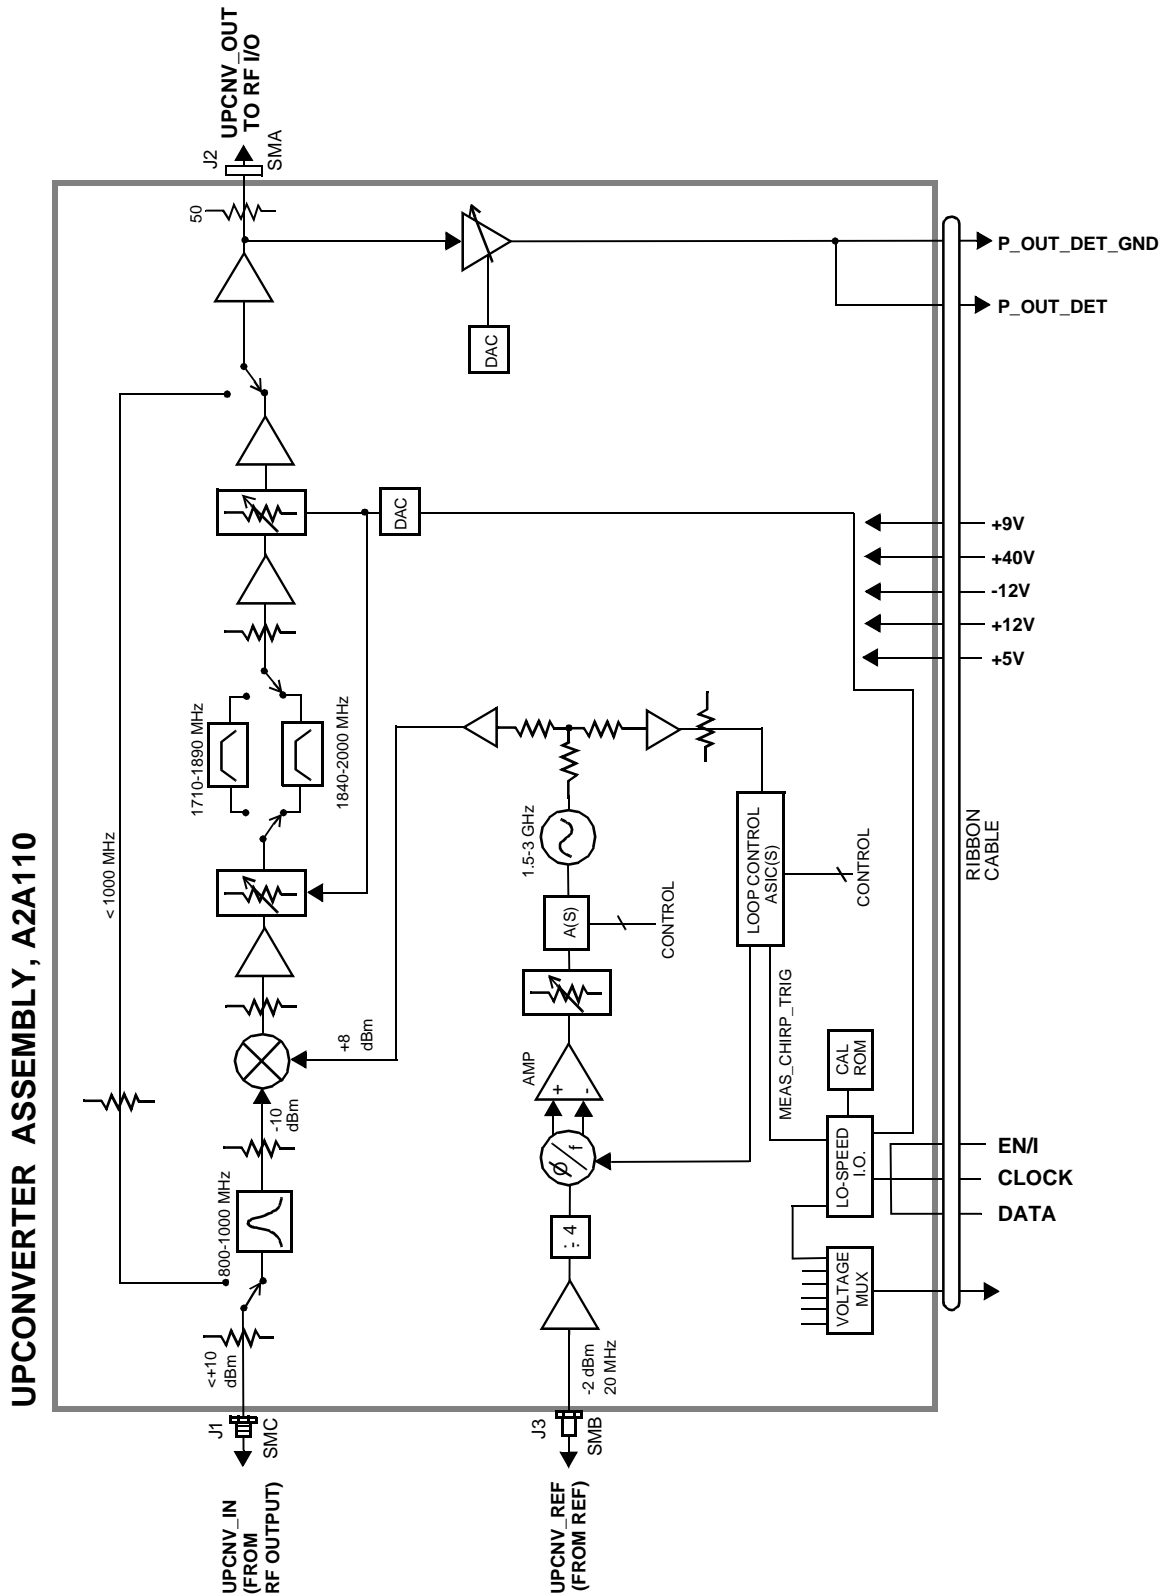 UPCONVERTER ASSEMBLY, A2A110
UPCNV_IN
(FROM
RF OUTPUT)
J1
SMC
<+10
dBm
800-1000 MHz
-10
dBm
+8
dBm
< 1000 MHz
1710-1890 MHz
1840-2000 MHz
DAC
50
J2
SMA
UPCNV_OUT
TO RF I/O
DAC
UPCNV_REF
(FROM REF)
J3
SMB
-2 dBm
20 MHz
÷ 4
φ/f
AMP
+
-
A(S)
CONTROL
1.5-3 GHz
LOOP CONTROL
ASIC(S)
CONTROL
MEAS_CHIRP_TRIG
CAL
ROM
LO-SPEED
I.O.
VOLTAGE
MUX
RIBBON
CABLE
P_OUT_DET_GND
P_OUT_DET
+9V
+40V
-12V
+12V
+5V
EN/I
CLOCK
DATA